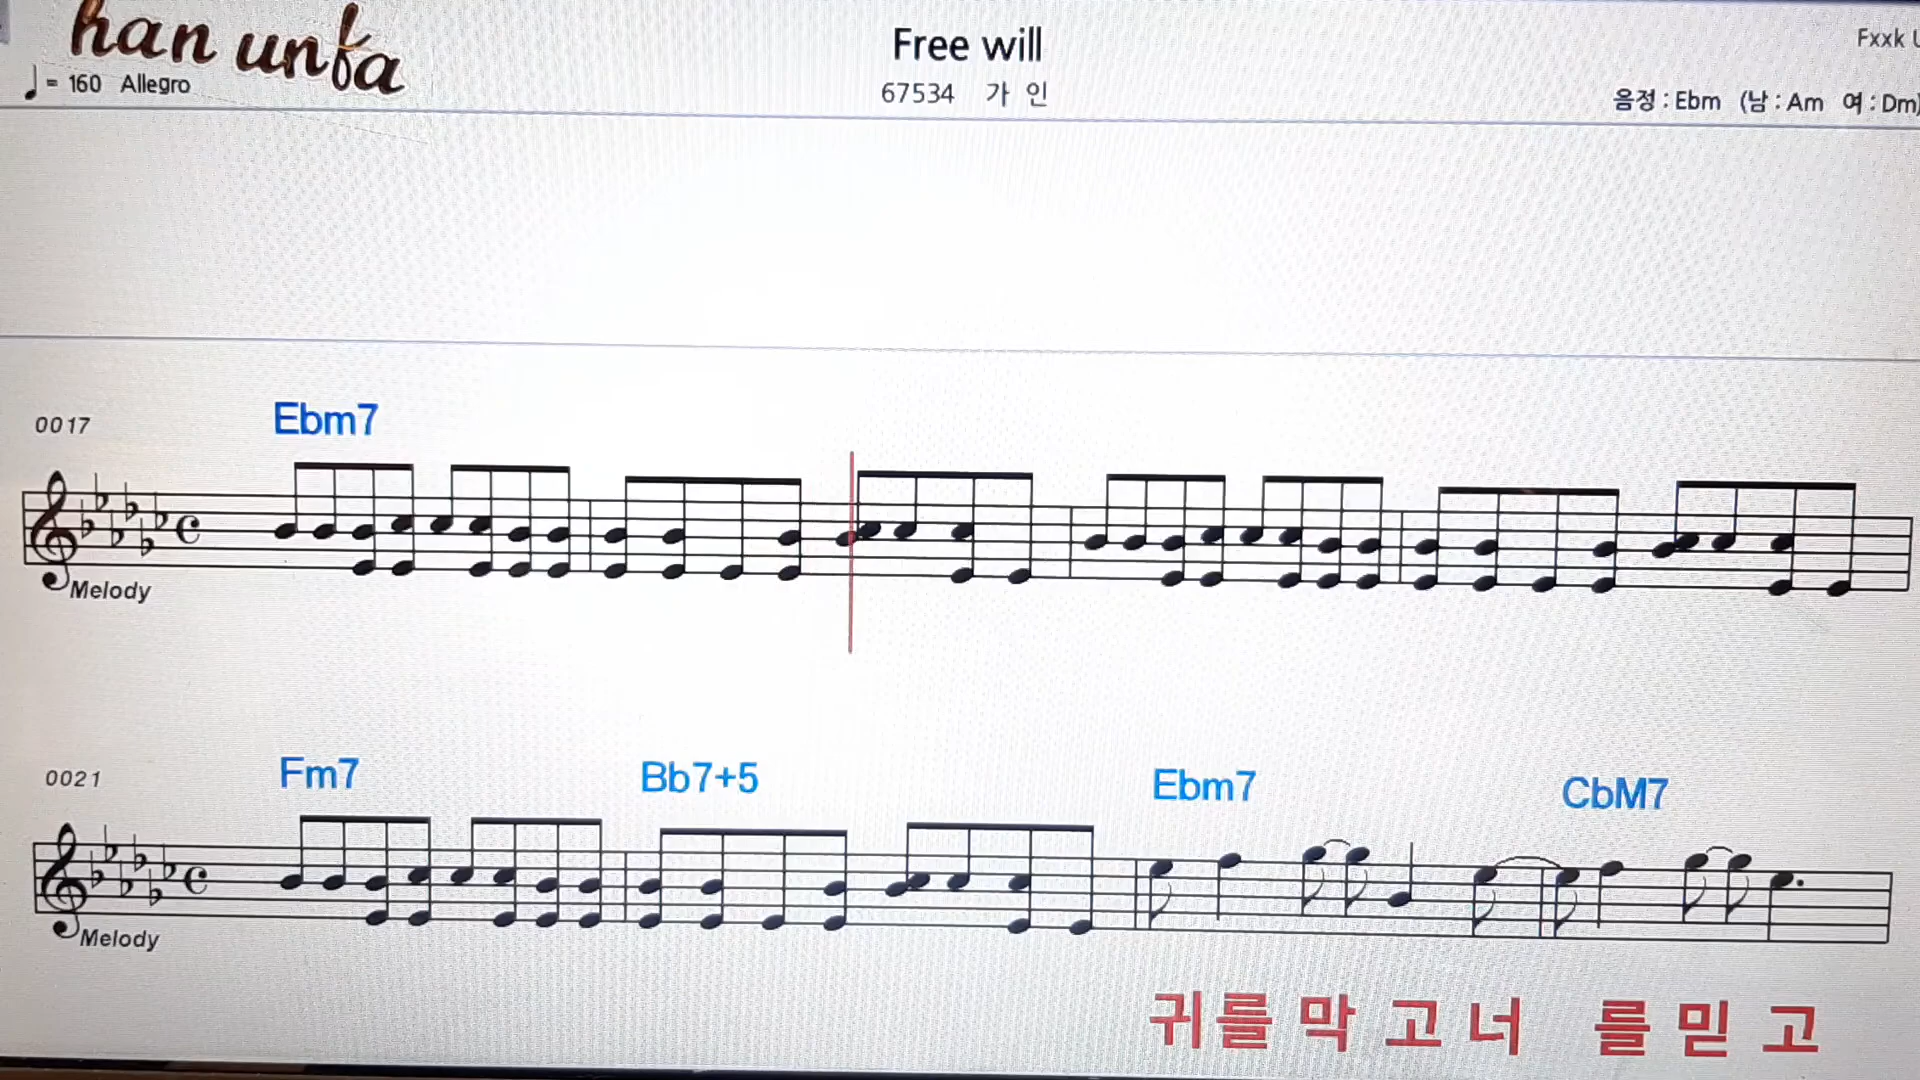 han unfa
Free will
Fxxk U
♩= 160 Allegro
67534 가 인
음정 : Ebm (남 : Am 여 : Dm)
0017
Ebm7
Melody
0021
Fm7 Bb7+5 Ebm7 CbM7
Melody
귀를 막 고 너 를 믿 고